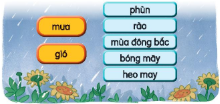 mưa
gió
phùn
rào
mùa đông bắc
bóng mây
heo may